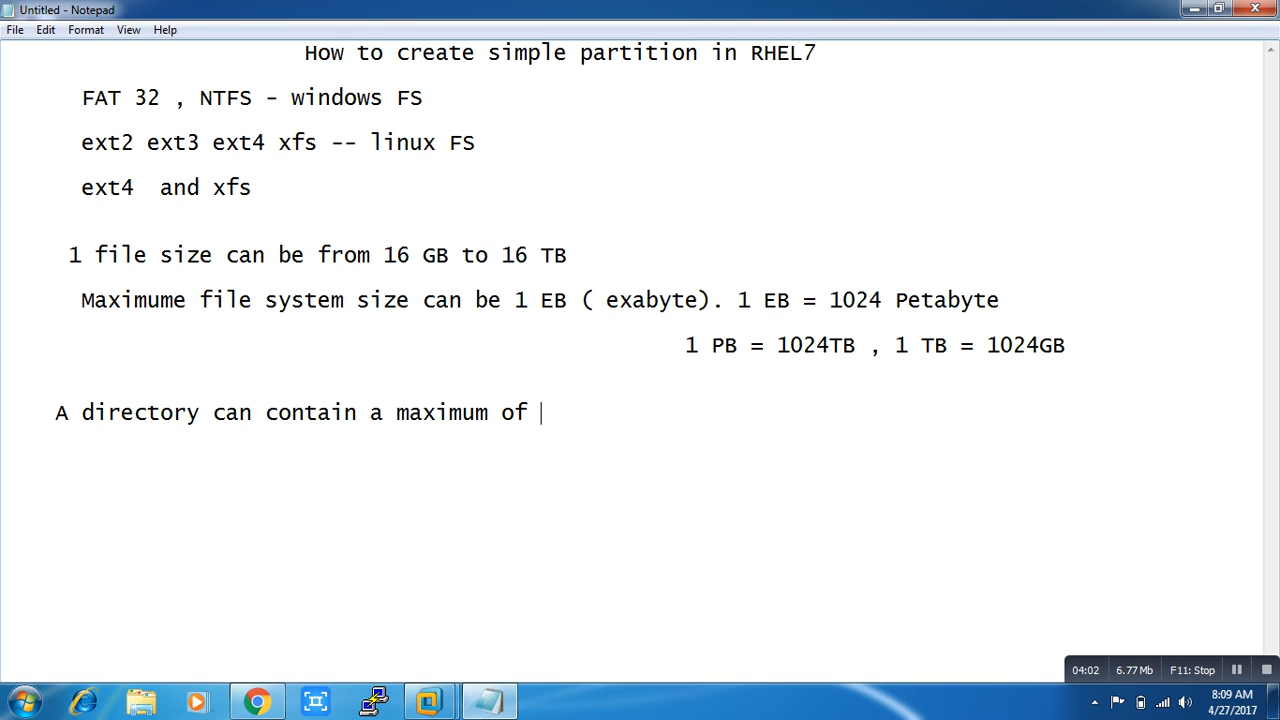 Untitled - Notepad
File Edit Format View Help
How to create simple partition in RHEL7
FAT 32 , NTFS - windows FS
ext2 ext3 ext4 xfs -- linux FS
ext4  and xfs
1 file size can be from 16 GB to 16 TB
Maximume file system size can be 1 EB ( exabyte). 1 EB = 1024 Petabyte
1 PB = 1024TB , 1 TB = 1024GB
A directory can contain a maximum of
04:02 6.77 Mb F11: Stop
8:09 AM
4/27/2017